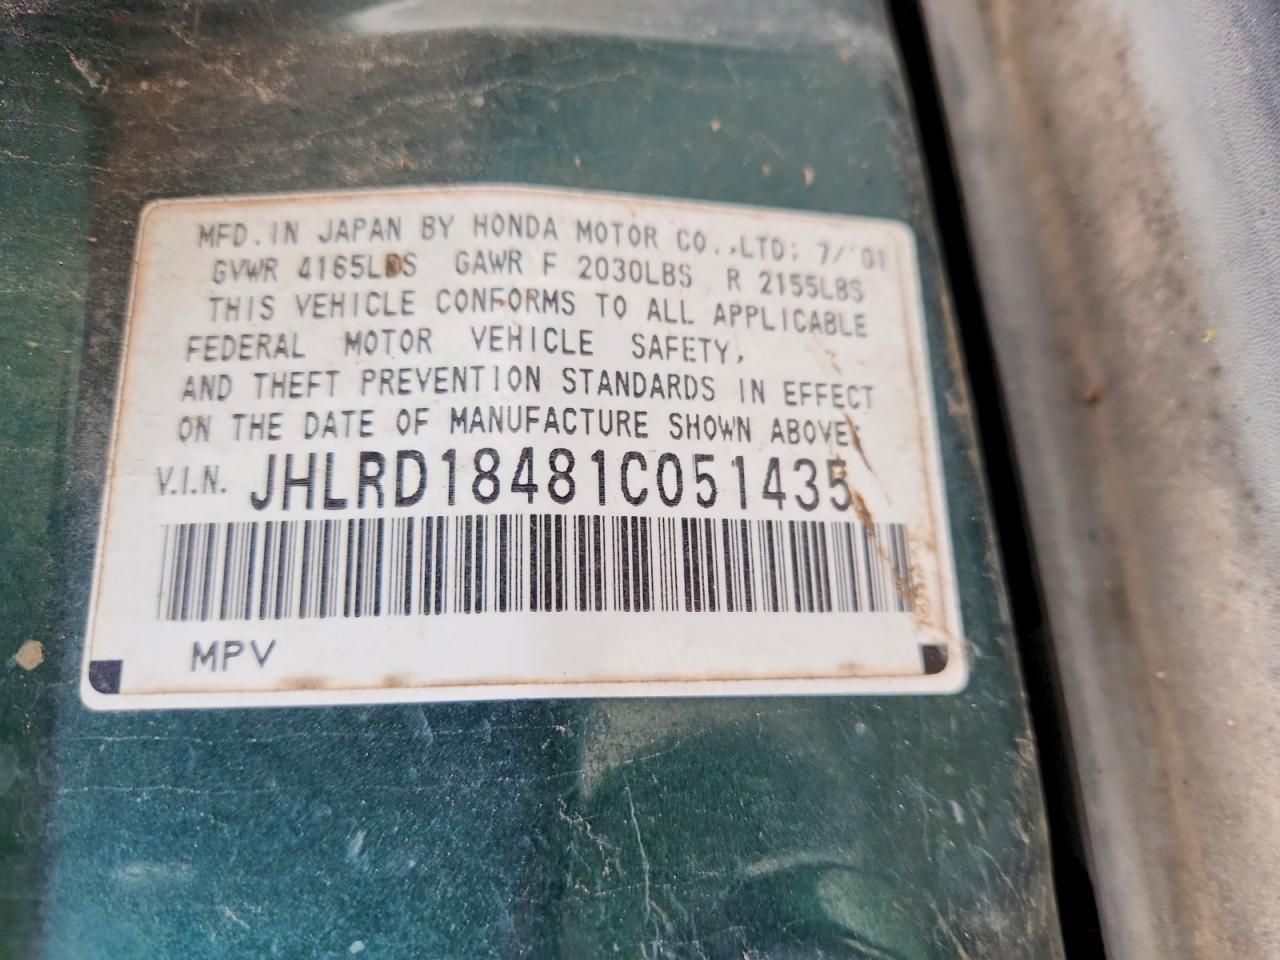 MFD. IN JAPAN BY HONDA MOTOR CO.,LTD; 7/'01
GVWR 4165LBS GAWR F 2030LBS R 2155LBS
THIS VEHICLE CONFORMS TO ALL APPLICABLE
FEDERAL MOTOR VEHICLE SAFETY,
AND THEFT PREVENTION STANDARDS IN EFFECT
ON THE DATE OF MANUFACTURE SHOWN ABOVE.
V.I.N. JHLRD18481C051435
MPV